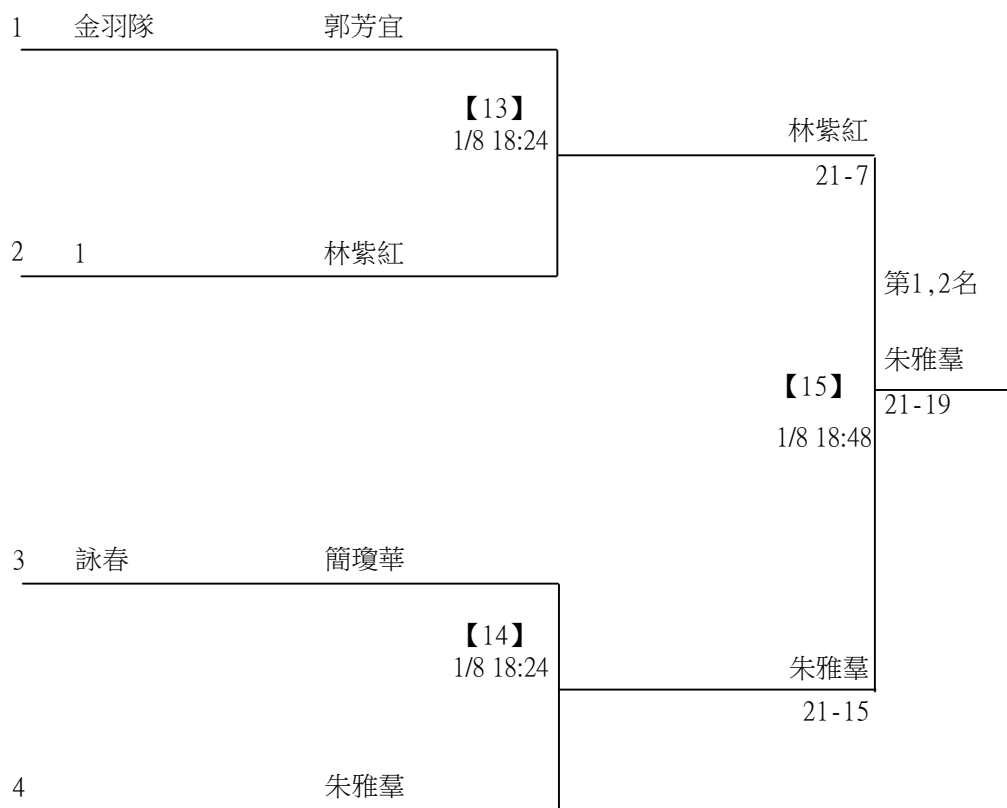 1 金羽隊 郭芳宜
【13】
1/8 18:24
林紫紅
21-7
2 1 林紫紅
第1,2名
朱雅羣
【15】
21-19
1/8 18:48
3 詠春 簡瓊華
【14】
1/8 18:24
朱雅羣
21-15
4 朱雅羣